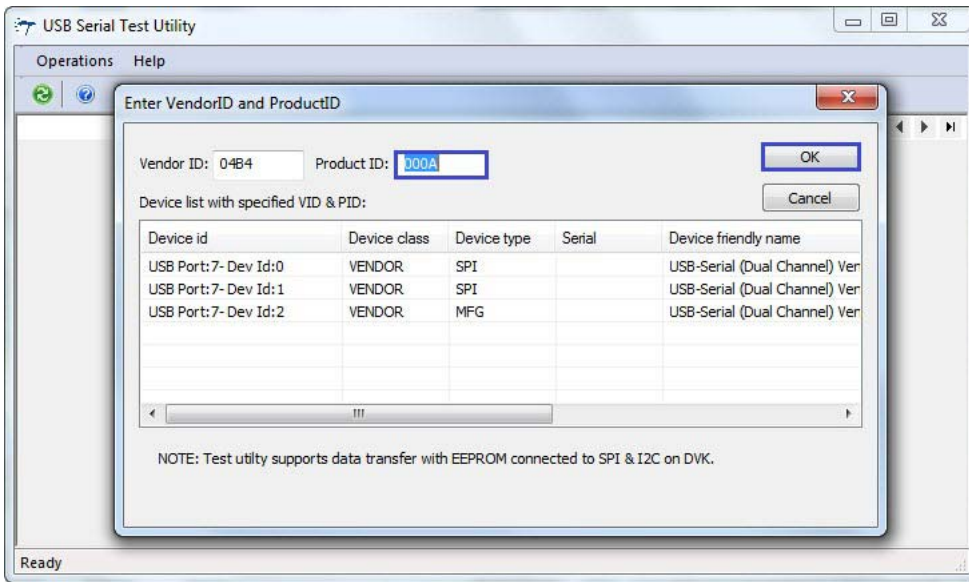 USB Serial Test Utility
Operations Help
Enter VendorID and ProductID
Vendor ID: 04B4 Product ID: 000A OK
Device list with specified VID & PID: Cancel
Device id Device class Device type Serial Device friendly name
USB Port:7- Dev Id:0 VENDOR SPI USB-Serial (Dual Channel) Ver
USB Port:7- Dev Id:1 VENDOR SPI USB-Serial (Dual Channel) Ver
USB Port:7- Dev Id:2 VENDOR MFG USB-Serial (Dual Channel) Ver
NOTE: Test utilty supports data transfer with EEPROM connected to SPI & I2C on DVK.
Ready